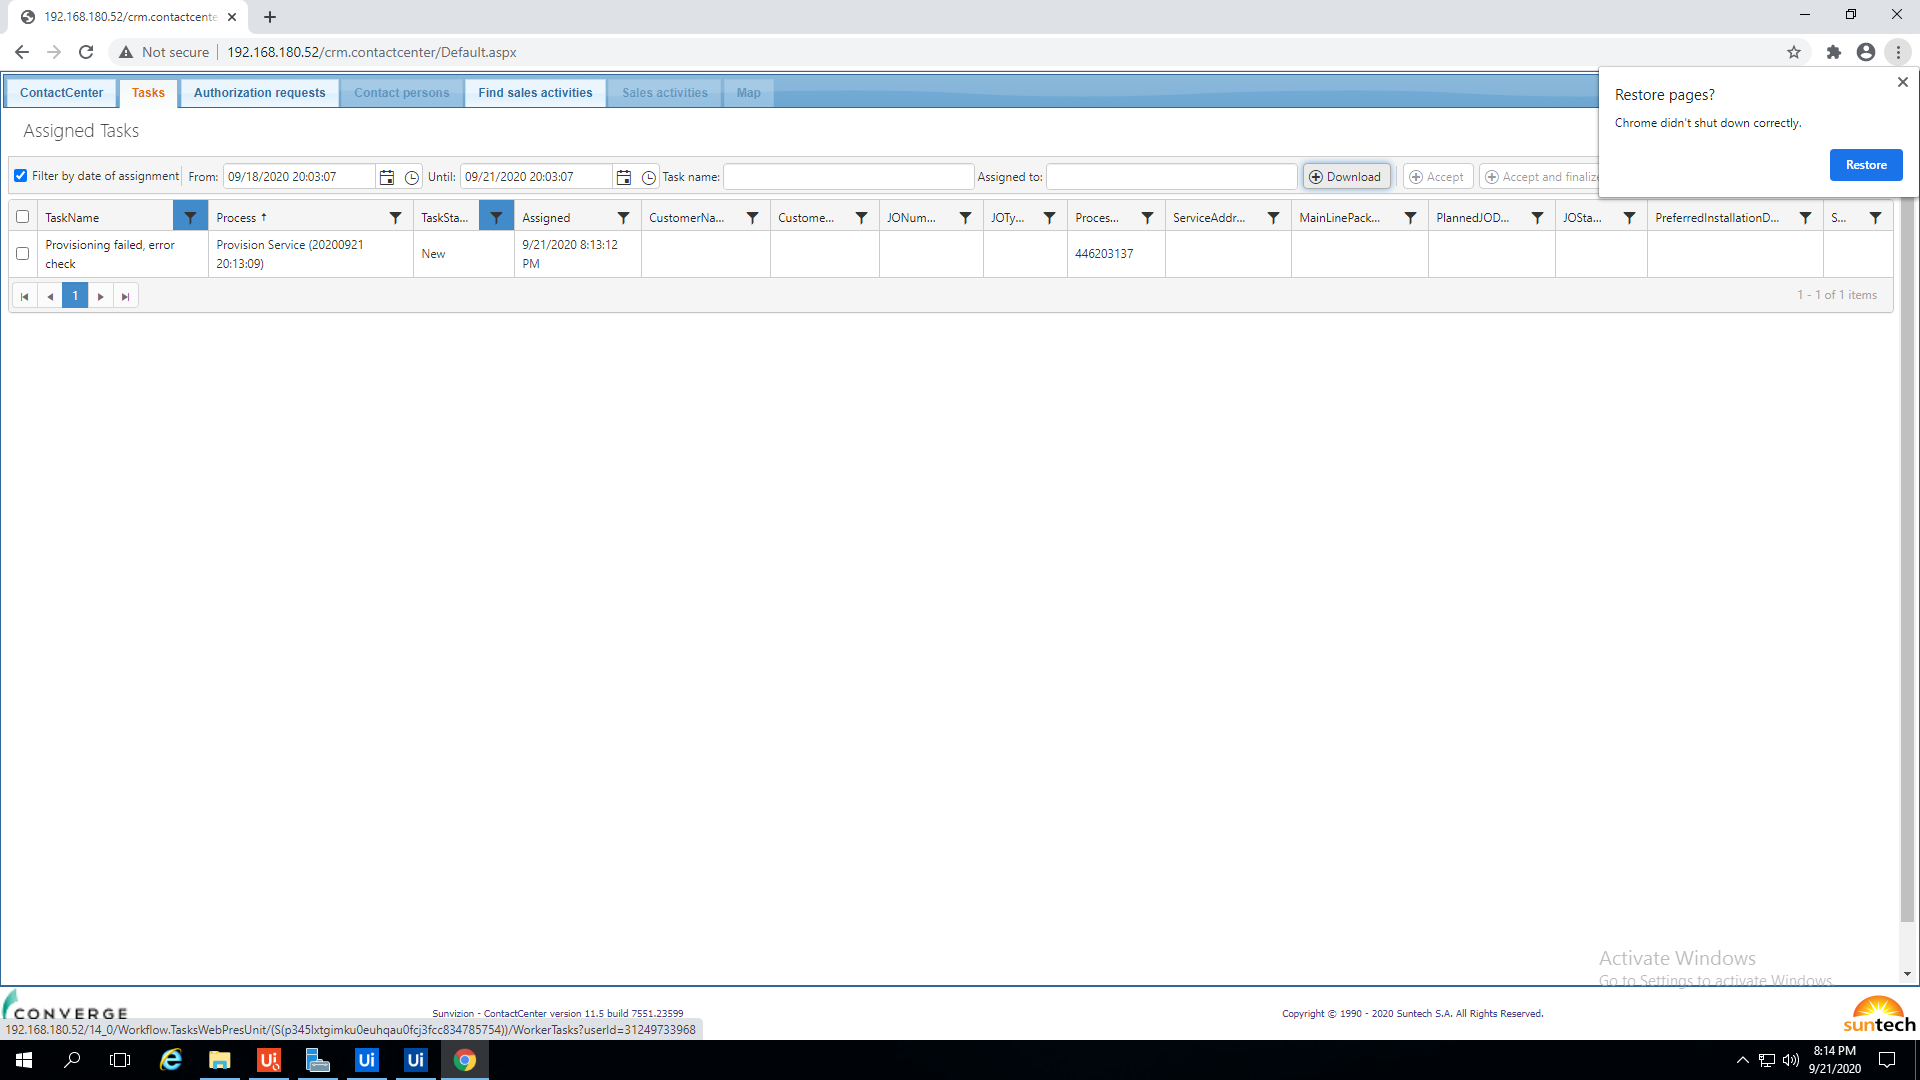 192.168.180.52/crm.contactcente
Not secure
192.168.180.52/crm.contactcenter/Default.aspx
ContactCenter
Tasks
Authorization requests
Contact persons
Find sales activities
Sales activities
Map
Restore pages?
Chrome didn't shut down correctly.
Restore
Assigned Tasks
Filter by date of assignment
From:
09/18/2020 20:03:07
Until:
09/21/2020 20:03:07
Task name:
Assigned to:
Download
Accept
Accept and finalize
TaskName
Process ↑
TaskSta...
Assigned
CustomerNa...
Custome...
JONum...
JOTy...
Proces...
ServiceAddr...
MainLinePack...
PlannedJOD...
JOSta...
PreferredInstallationD...
S...
Provisioning failed, error
check
Provision Service (20200921
20:13:09)
New
9/21/2020 8:13:12
PM
446203137
1
1 - 1 of 1 items
Activate Windows
Go to Settings to activate Windows.
CONVERGE
Sunvizion - ContactCenter version 11.5 build 7551.23599
Copyright © 1990 - 2020 Suntech S.A. All Rights Reserved.
suntech
192.168.180.52/14_0/Workflow.TasksWebPresUnit/(S(p345lxtgimku0euhqau0fcj3fcc834785754))/WorkerTasks?userId=31249733968
Ui
Ui
Ui
8:14 PM
9/21/2020